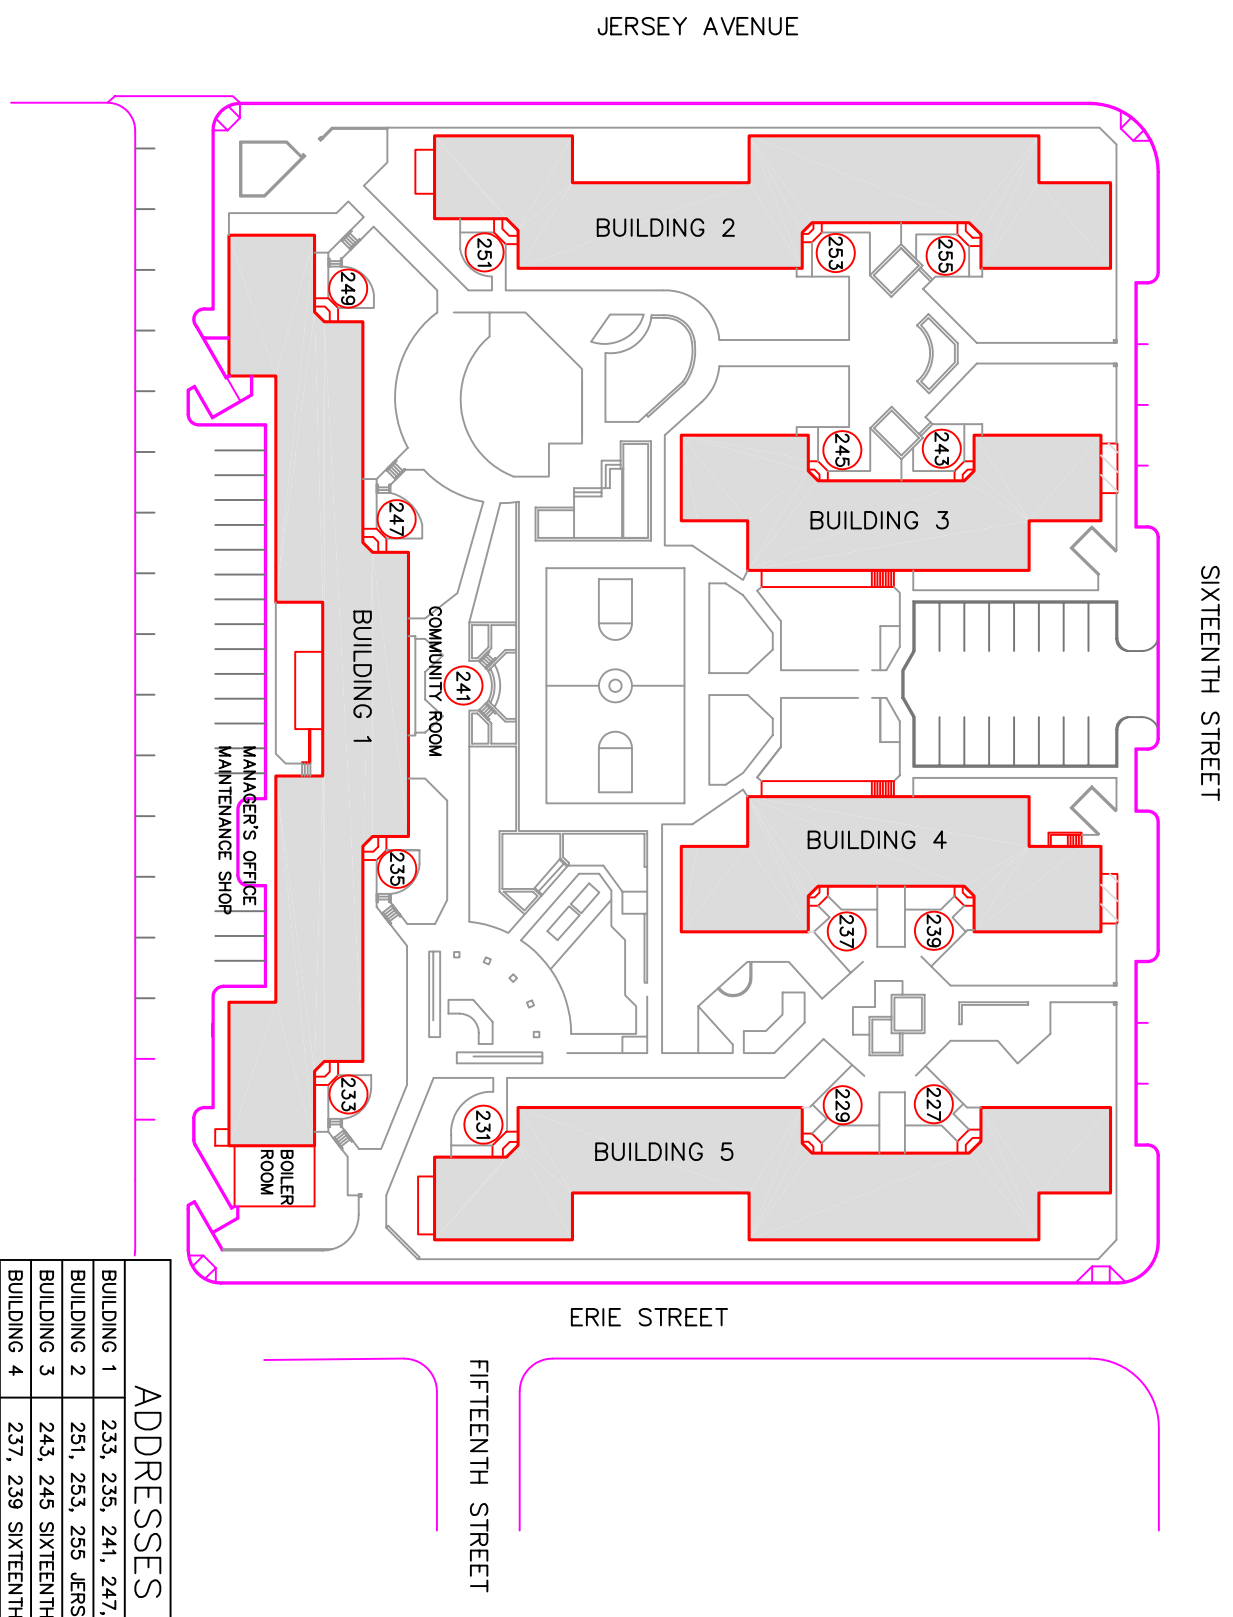 JERSEY AVENUE
BUILDING 2
251
253
255
249
247
245
243
BUILDING 3
SIXTEENTH STREET
BUILDING 1
COMMUNITY ROOM
241
MANAGER'S OFFICE
MAINTENANCE SHOP
235
BUILDING 4
237
239
233
231
229
227
BUILDING 5
BOILER
ROOM
ERIE STREET
FIFTEENTH STREET
ADDRESSES
BUILDING 1 233, 235, 241, 247,
BUILDING 2 251, 253, 255 JERS
BUILDING 3 243, 245 SIXTEENTH
BUILDING 4 237, 239 SIXTEENTH